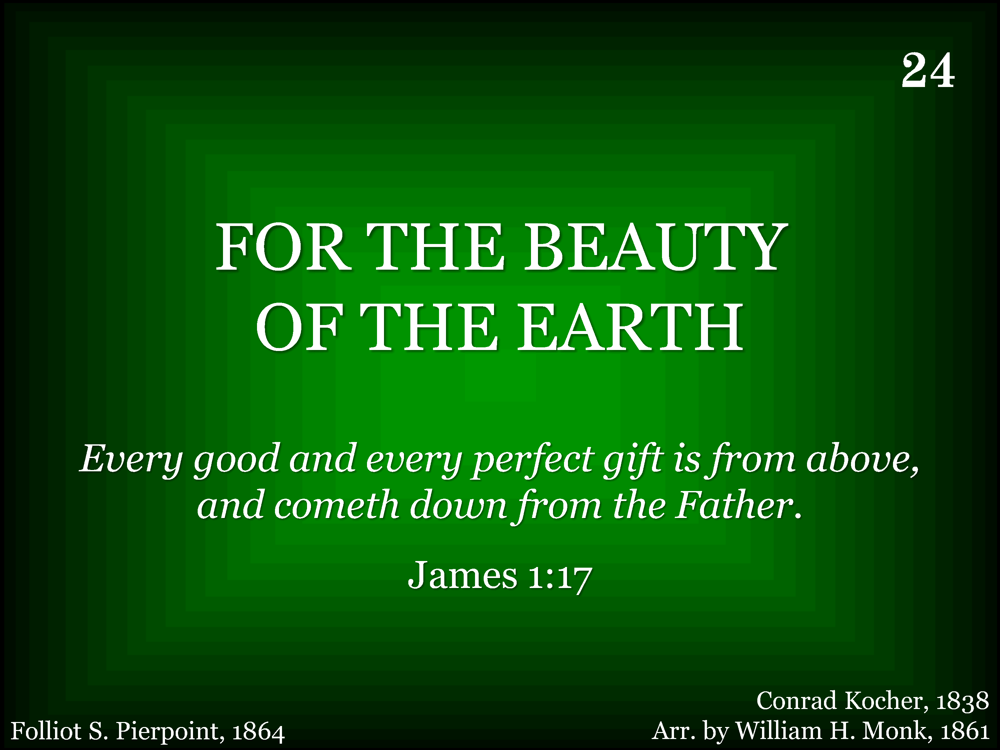 24
FOR THE BEAUTY
OF THE EARTH
Every good and every perfect gift is from above,
and cometh down from the Father.
James 1:17
Conrad Kocher, 1838
Folliot S. Pierpoint, 1864
Arr. by William H. Monk, 1861